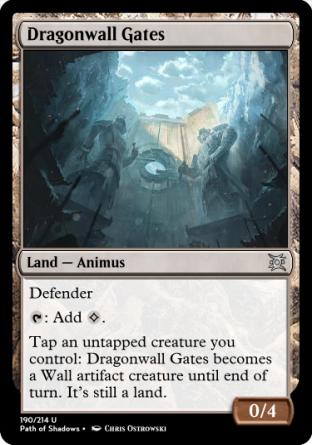 Dragonwall Gates
Land — Animus
Defender
: Add .
Tap an untapped creature you
control: Dragonwall Gates becomes
a Wall artifact creature until end of
turn. It's still a land.
0/4
190/214 U
Path of Shadows • Chris Ostrowski